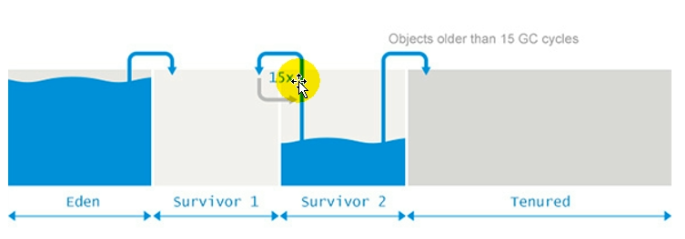 Objects older than 15 GC cycles
15x
Eden
Survivor 1
Survivor 2
Tenured